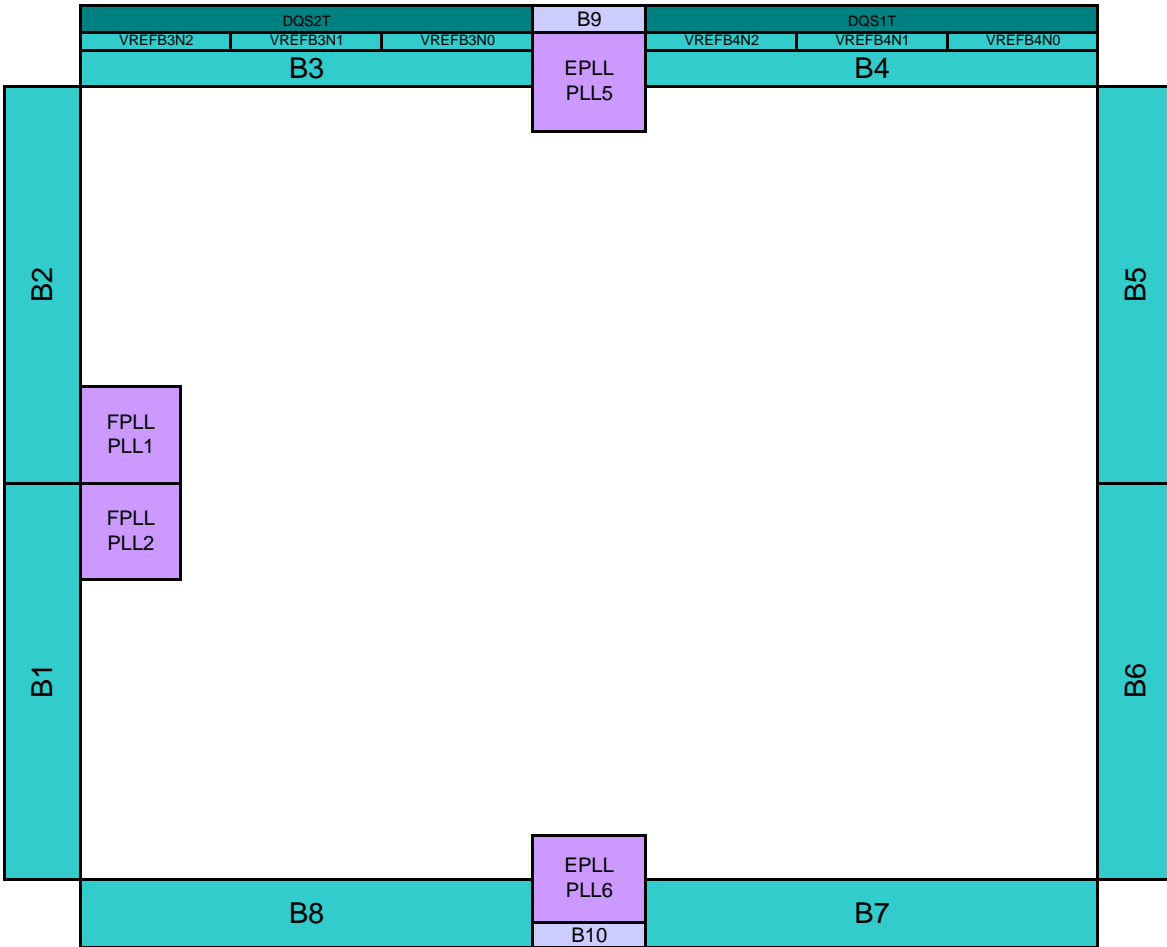 DQS2T
B9
DQS1T
VREFB3N2
VREFB3N1
VREFB3N0
VREFB4N2
VREFB4N1
VREFB4N0
B3
EPLL
PLL5
B4
B2
B5
FPLL
PLL1
FPLL
PLL2
B1
B6
EPLL
PLL6
B8
B7
B10